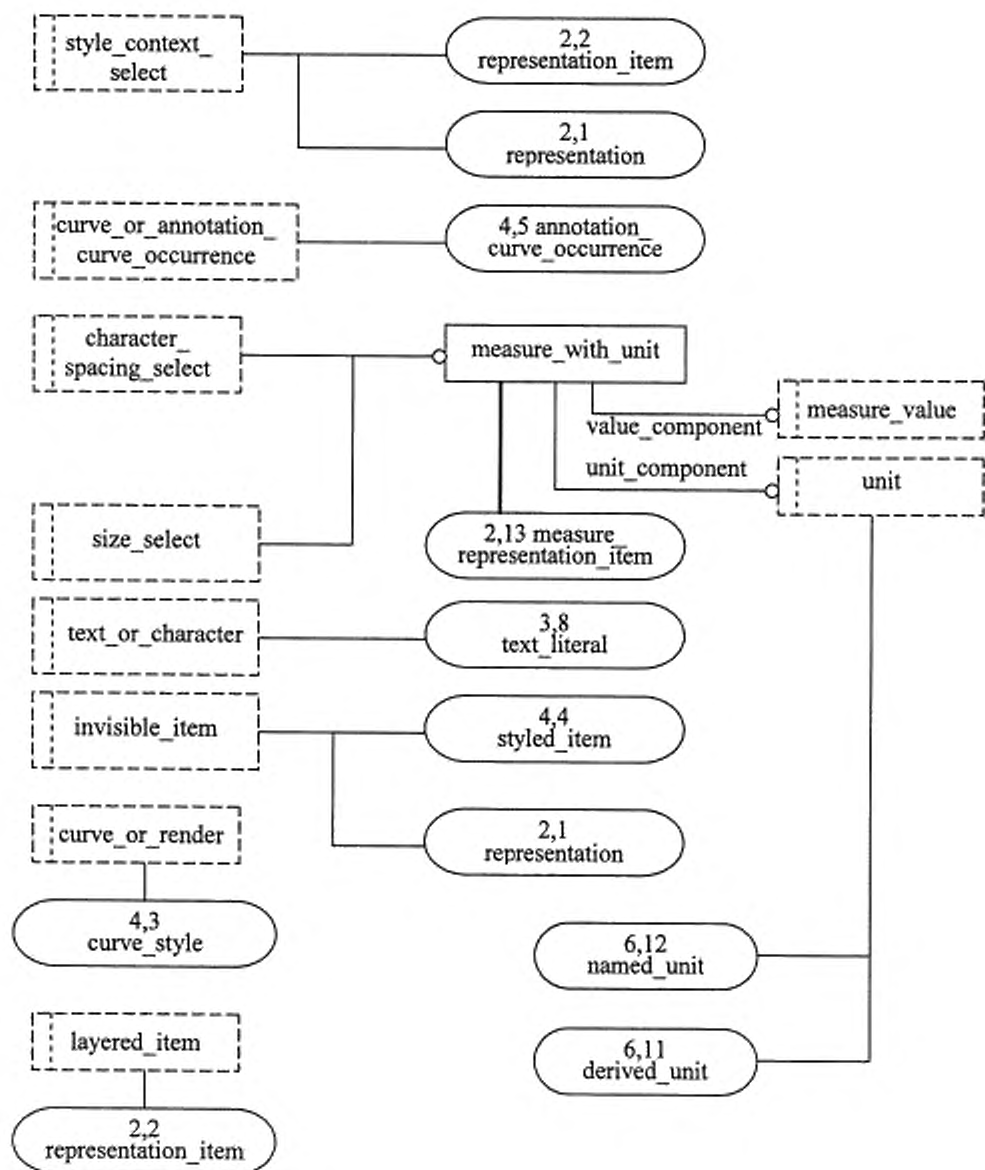 style_context_
select
2,2
representation_item
2,1
representation
curve_or_annotation_
curve_occurrence
4,5 annotation_
curve_occurrence
character_
spacing_select
measure_with_unit
measure_value
value_component
unit_component
unit
size_select
2,13 measure_
representation_item
text_or_character
3,8
text_literal
invisible_item
4,4
styled_item
curve_or_render
2,1
representation
4,3
curve_style
6,12
named_unit
layered_item
6,11
derived_unit
2,2
representation_item